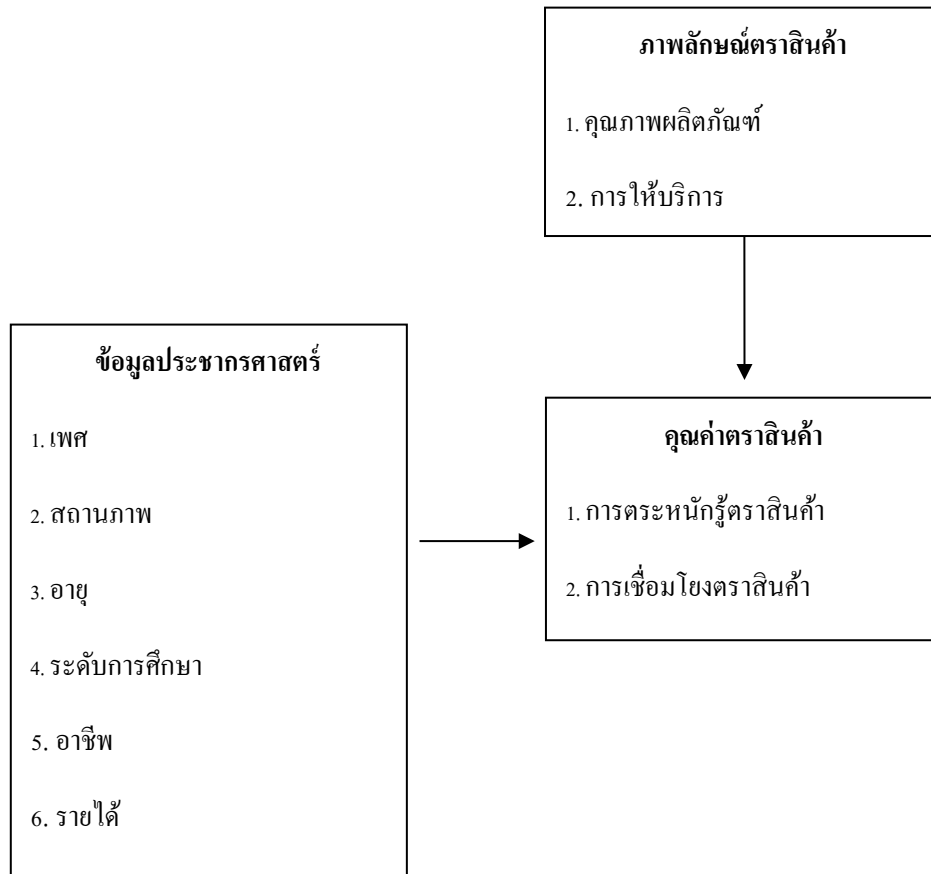 ภาพลักษณ์ตราสินค้า
1. คุณภาพผลิตภัณฑ์
2. การให้บริการ
ข้อมูลประชากรศาสตร์
1. เพศ
2. สถานภาพ
3. อายุ
4. ระดับการศึกษา
5. อาชีพ
6. รายได้
คุณค่าตราสินค้า
1. การตระหนักรู้ตราสินค้า
2. การเชื่อมโยงตราสินค้า